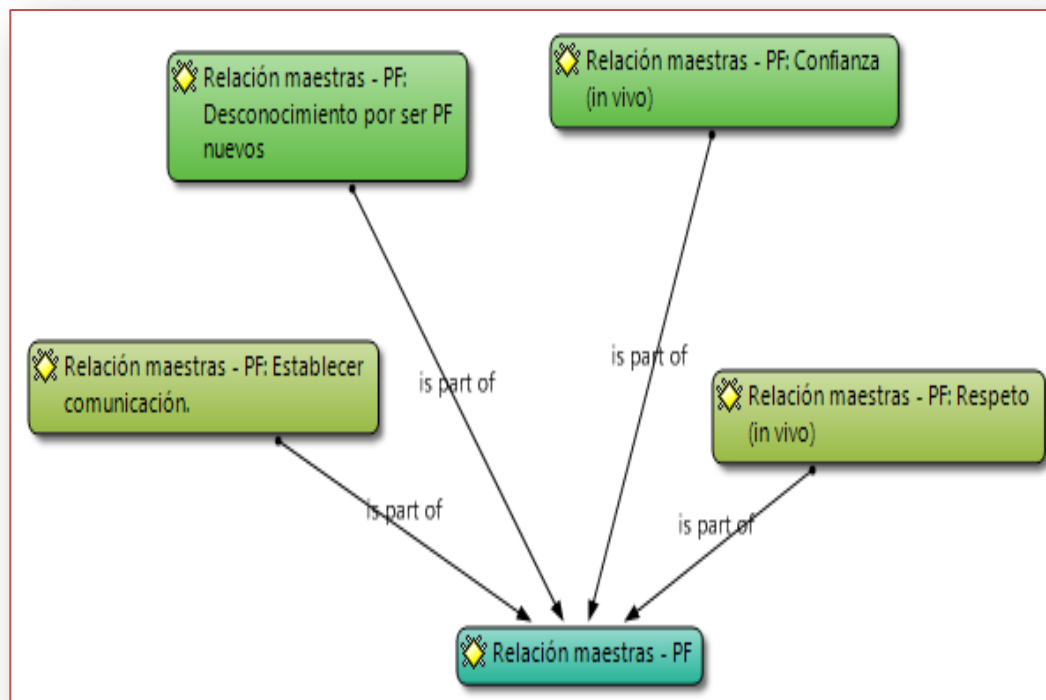 Relación maestras - PF:
Desconocimiento por ser PF
nuevos
Relación maestras - PF: Confianza
(in vivo)
Relación maestras - PF: Establecer
comunicación.
Relación maestras - PF: Respeto
(in vivo)
is part of
is part of
is part of
is part of
Relación maestras - PF